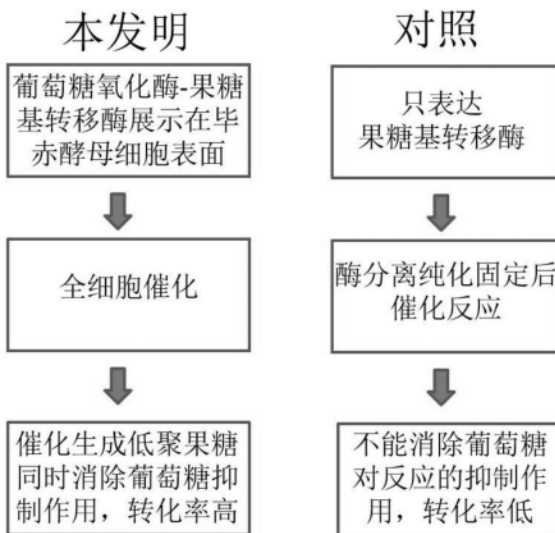 本发明
葡萄糖氧化酶-果糖
基转移酶展示在毕
赤酵母细胞表面
全细胞催化
催化生成低聚果糖
同时消除葡萄糖抑
制作用，转化率高
对照
只表达
果糖基转移酶
酶分离纯化固定后
催化反应
不能消除葡萄糖
对反应的抑制作
用，转化率低